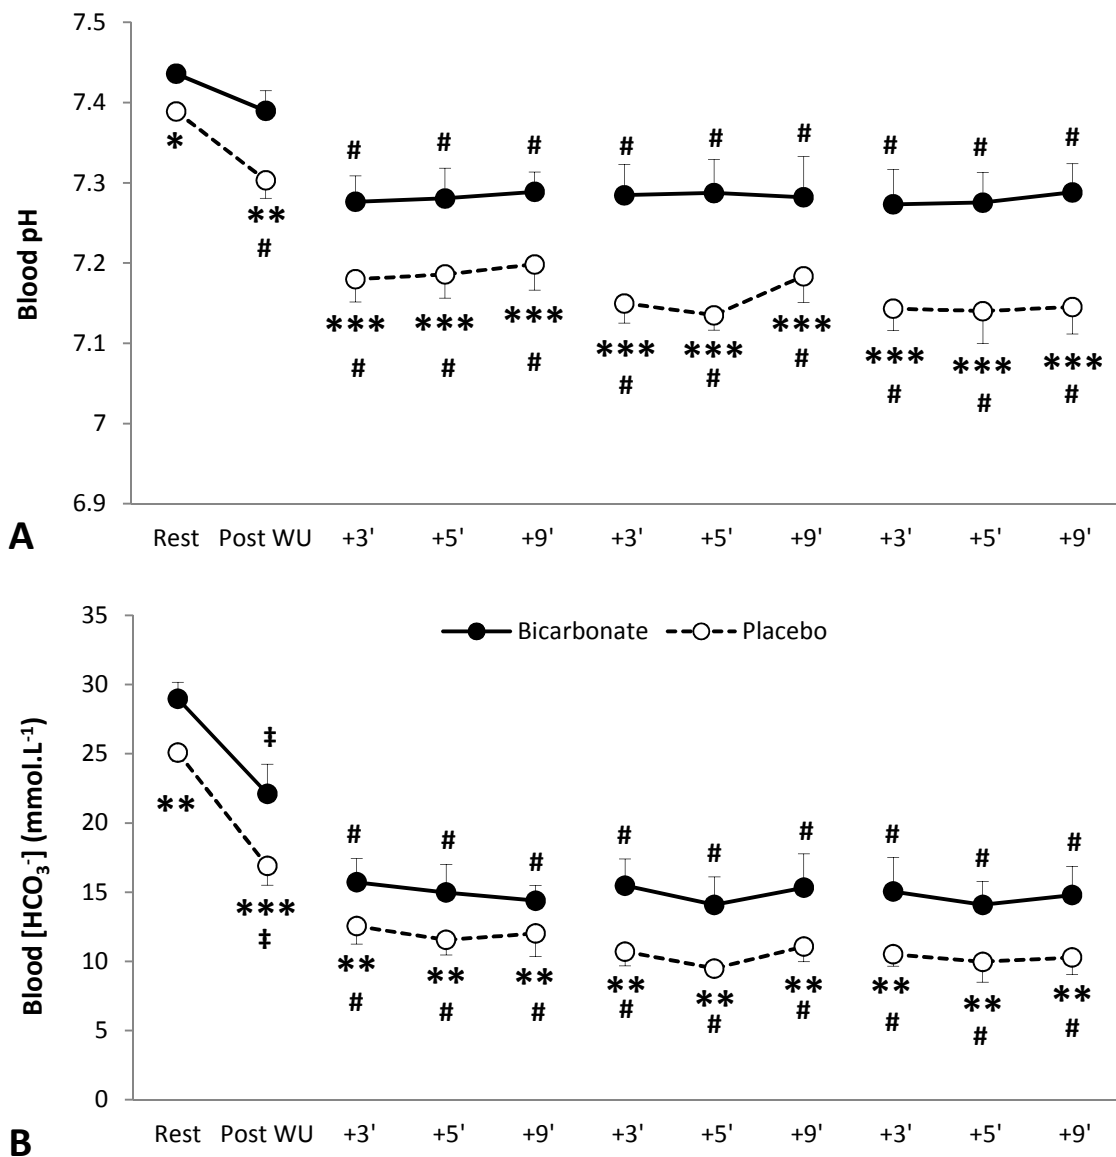 7.5
7.4
7.3
7.2
7.1
7
6.9
Blood pH
*
**
#
# # # # # # # # #
*** *** *** *** *** *** *** *** ***
# # # # # # # # #
A
Rest Post WU +3' +5' +9' +3' +5' +9' +3' +5' +9'
35
30
25
20
15
10
5
0
Blood [HCO₃⁻] (mmol.L⁻¹)
Bicarbonate Placebo
‡
**
***
‡
# # # # # # # # #
** ** ** ** ** ** ** ** **
# # # # # # # # #
B
Rest Post WU +3' +5' +9' +3' +5' +9' +3' +5' +9'